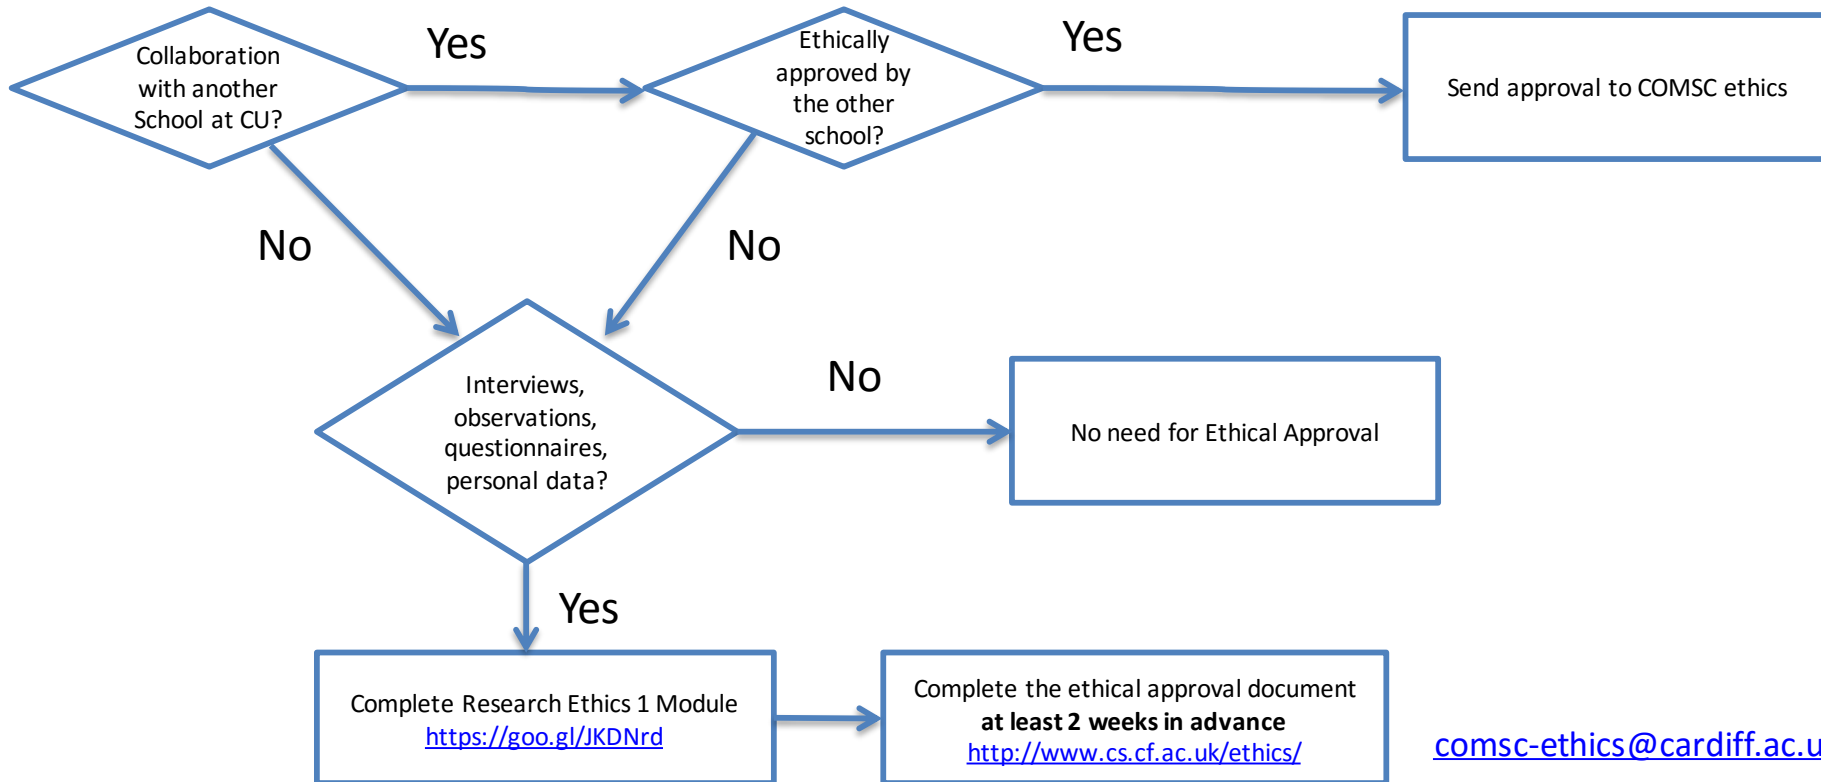 Collaboration
with another
School at CU?
Yes
Ethically
approved by
the other
school?
Yes
Send approval to COMSC ethics
No
No
Interviews,
observations,
questionnaires,
personal data?
No
No need for Ethical Approval
Yes
Complete Research Ethics 1 Module
https://goo.gl/JKDNrd
Complete the ethical approval document
at least 2 weeks in advance
http://www.cs.cf.ac.uk/ethics/
comsc-ethics@cardiff.ac.u